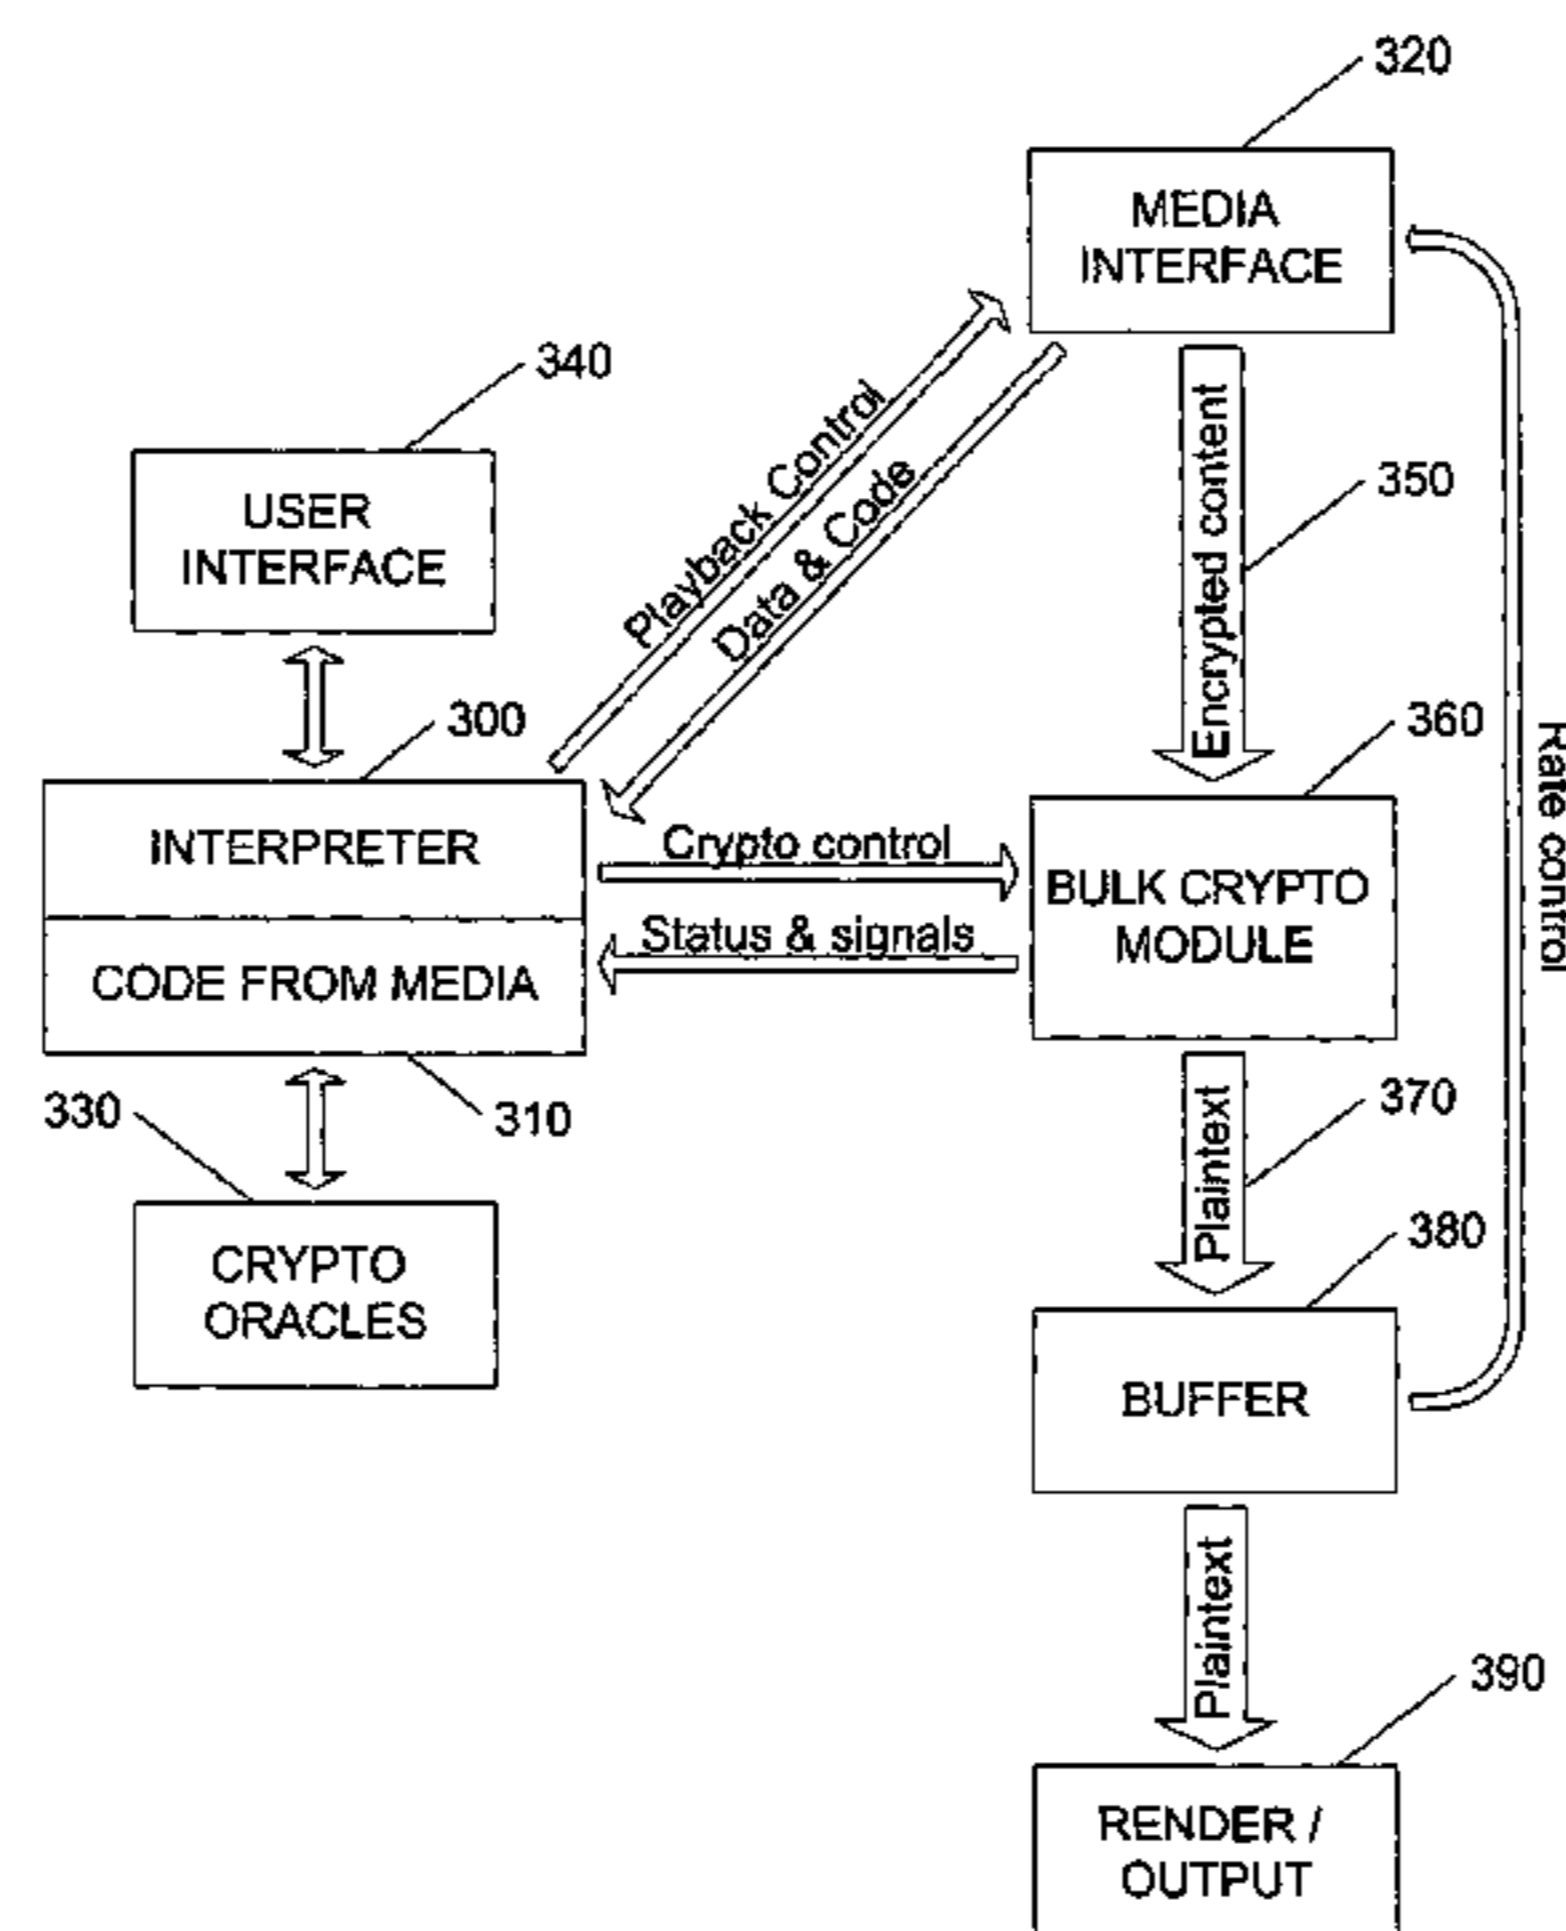 320
MEDIA
INTERFACE
340
USER
INTERFACE
Playback Control
Data & Code
Encrypted content
350
300
360
INTERPRETER
CODE FROM MEDIA
Crypto control
Status & signals
BULK CRYPTO
MODULE
Rate control
330
310
Plaintext
370
CRYPTO
ORACLES
380
BUFFER
Plaintext
390
RENDER /
OUTPUT